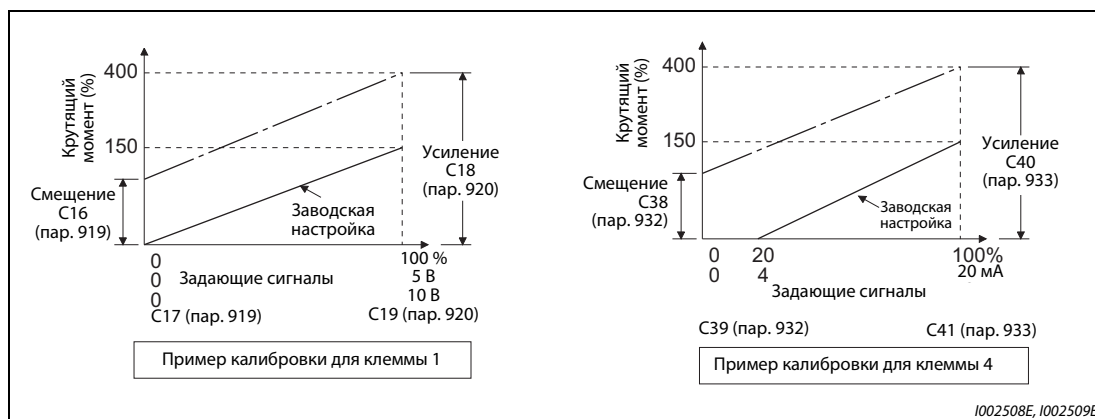 Крутящий
момент (%)
400
150
Смещение
C16
(пар. 919)
Усиление
C18
(пар. 920)
Заводская
настройка
0
0
0
Задающие сигналы
100 %
5 В
10 В
C17 (пар. 919)
C19 (пар. 920)
Пример калибровки для клеммы 1
Крутящий
момент (%)
400
150
Смещение
C38
(пар. 932)
Усиление
C40
(пар. 933)
Заводская
настройка
0
0
20
4
100%
20 мА
Задающие сигналы
C39 (пар. 932)
C41 (пар. 933)
Пример калибровки для клеммы 4
I002508E, I002509E